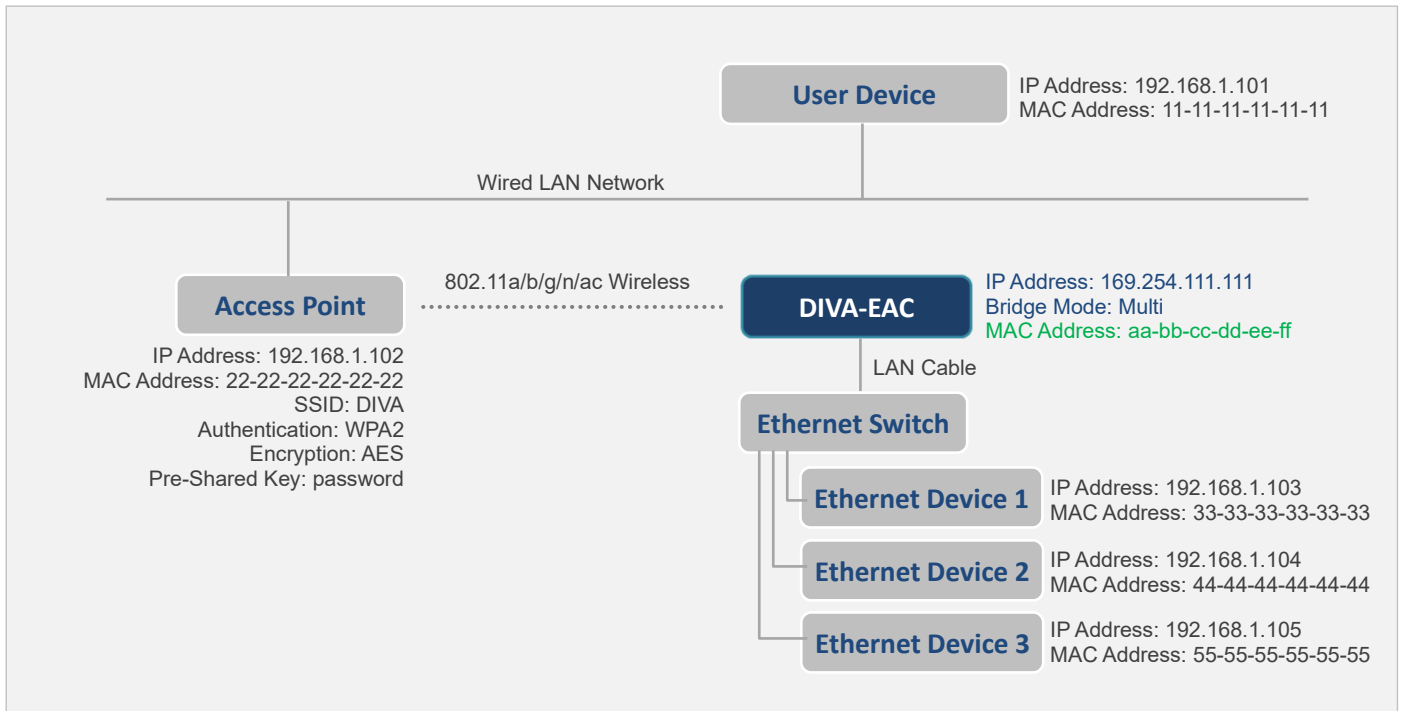 User Device
IP Address: 192.168.1.101
MAC Address: 11-11-11-11-11-11
Wired LAN Network
802.11a/b/g/n/ac Wireless
Access Point
IP Address: 192.168.1.102
MAC Address: 22-22-22-22-22-22
SSID: DIVA
Authentication: WPA2
Encryption: AES
Pre-Shared Key: password
DIVA-EAC
IP Address: 169.254.111.111
Bridge Mode: Multi
MAC Address: aa-bb-cc-dd-ee-ff
LAN Cable
Ethernet Switch
Ethernet Device 1
IP Address: 192.168.1.103
MAC Address: 33-33-33-33-33-33
Ethernet Device 2
IP Address: 192.168.1.104
MAC Address: 44-44-44-44-44-44
Ethernet Device 3
IP Address: 192.168.1.105
MAC Address: 55-55-55-55-55-55